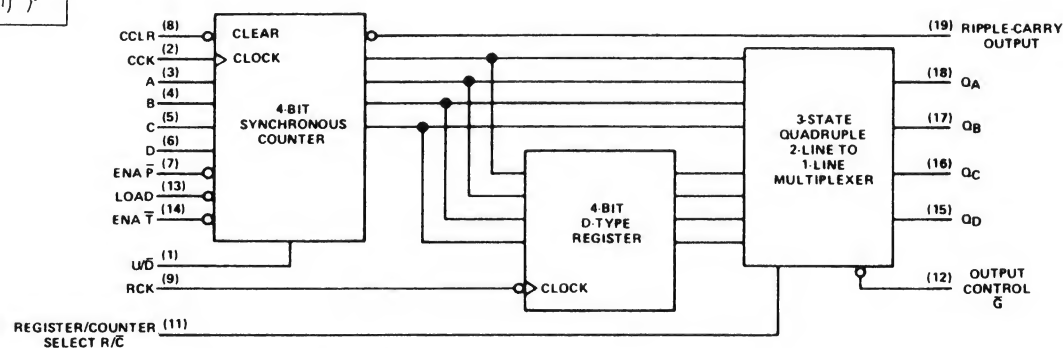 (8)
CCLR
CLEAR
(2)
CCK
CLOCK
(3)
A
(4)
B
(5)
C
(6)
D
(7)
ENA P̅
(13)
LOAD
(14)
ENA T̅
(1)
U/D̅
(9)
RCK
REGISTER/COUNTER (11)
SELECT R/C̅
4-BIT
SYNCHRONOUS
COUNTER
4-BIT
D-TYPE
REGISTER
CLOCK
3-STATE
QUADRUPLE
2-LINE TO
1-LINE
MULTIPLEXER
(19) RIPPLE-CARRY
OUTPUT
(18)
QA
(17)
QB
(16)
QC
(15)
QD
(12) OUTPUT
CONTROL
G̅